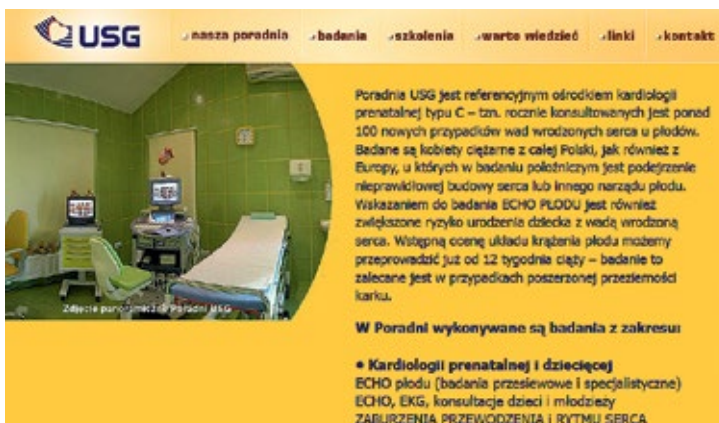 USG
nasza poradnia
badania
szkolenia
warto wiedzieć
linki
kontakt
Poradnia USG jest referencyjnym ośrodkiem kardiologii
prenatalnej typu C – tzn. rocznie konsultowanych jest ponad
100 nowych przypadków wad wrodzonych serca u płodów.
Badane są kobiety ciężarne z całej Polski, jak również z
Europy, u których w badaniu położniczym jest podejrzenie
nieprawidłowej budowy serca lub innego narządu płodu.
Wskazaniem do badania ECHO PŁODU jest również
zwiększone ryzyko urodzenia dziecka z wadą wrodzoną
serca. Wstępną ocenę układu krążenia płodu możemy
przeprowadzić już od 12 tygodnia ciąży – badanie to
zalecane jest w przypadkach poszerzonej przezierności
karku.
Zdjęcie panoramiczne Poradni USG
W Poradni wykonywane są badania z zakresu:
• Kardiologii prenatalnej i dziecięcej
ECHO płodu (badania przesiewowe i specjalistyczne)
ECHO, EKG, konsultacje dzieci i młodzieży
ZABURZENIA PRZEWODZENIA i RYTMU SERCA